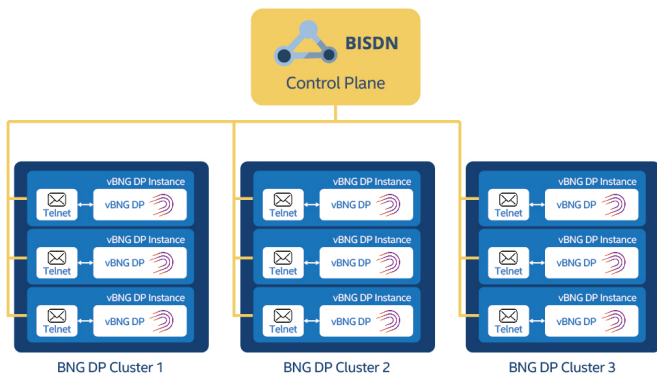 BISDN
Control Plane
vBNG DP Instance
Telnet
vBNG DP
vBNG DP Instance
Telnet
vBNG DP
vBNG DP Instance
Telnet
vBNG DP
BNG DP Cluster 1
vBNG DP Instance
Telnet
vBNG DP
vBNG DP Instance
Telnet
vBNG DP
vBNG DP Instance
Telnet
vBNG DP
BNG DP Cluster 2
vBNG DP Instance
Telnet
vBNG DP
vBNG DP Instance
Telnet
vBNG DP
vBNG DP Instance
Telnet
vBNG DP
BNG DP Cluster 3